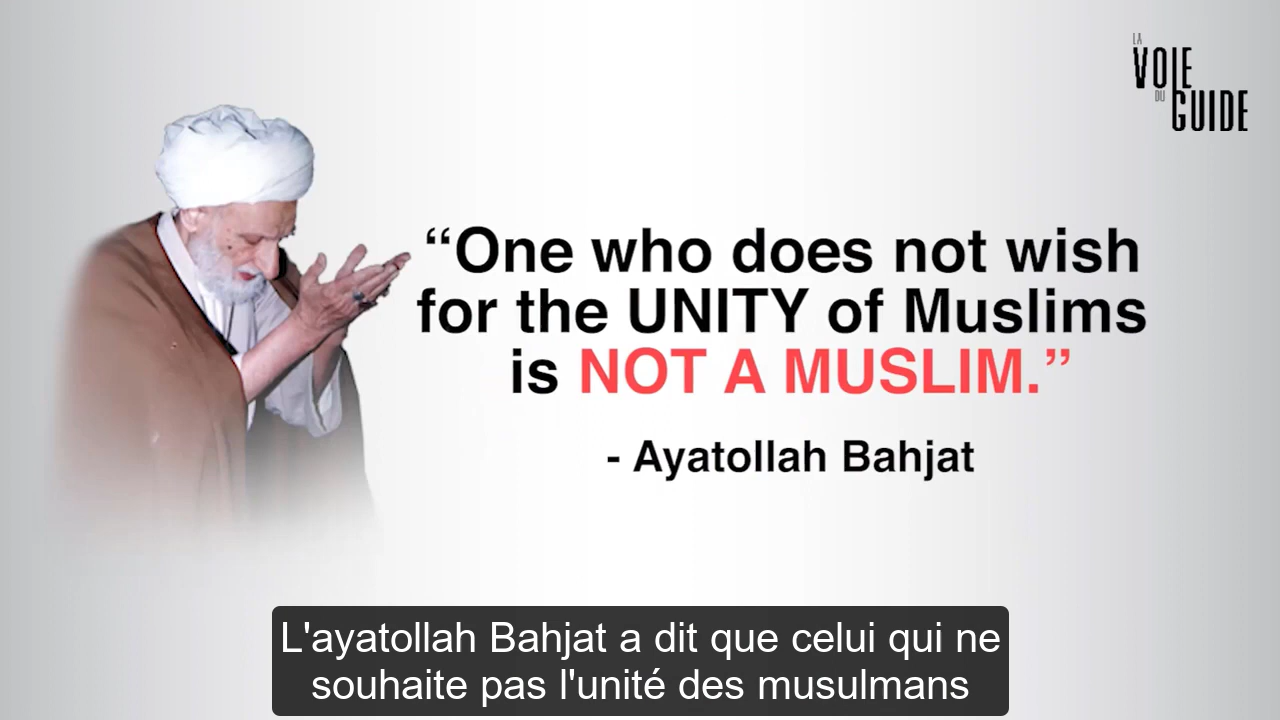 LA
VOIE
DU
GUIDE
“One who does not wish
for the UNITY of Muslims
is NOT A MUSLIM.”
- Ayatollah Bahjat
L'ayatollah Bahjat a dit que celui qui ne
souhaite pas l'unité des musulmans